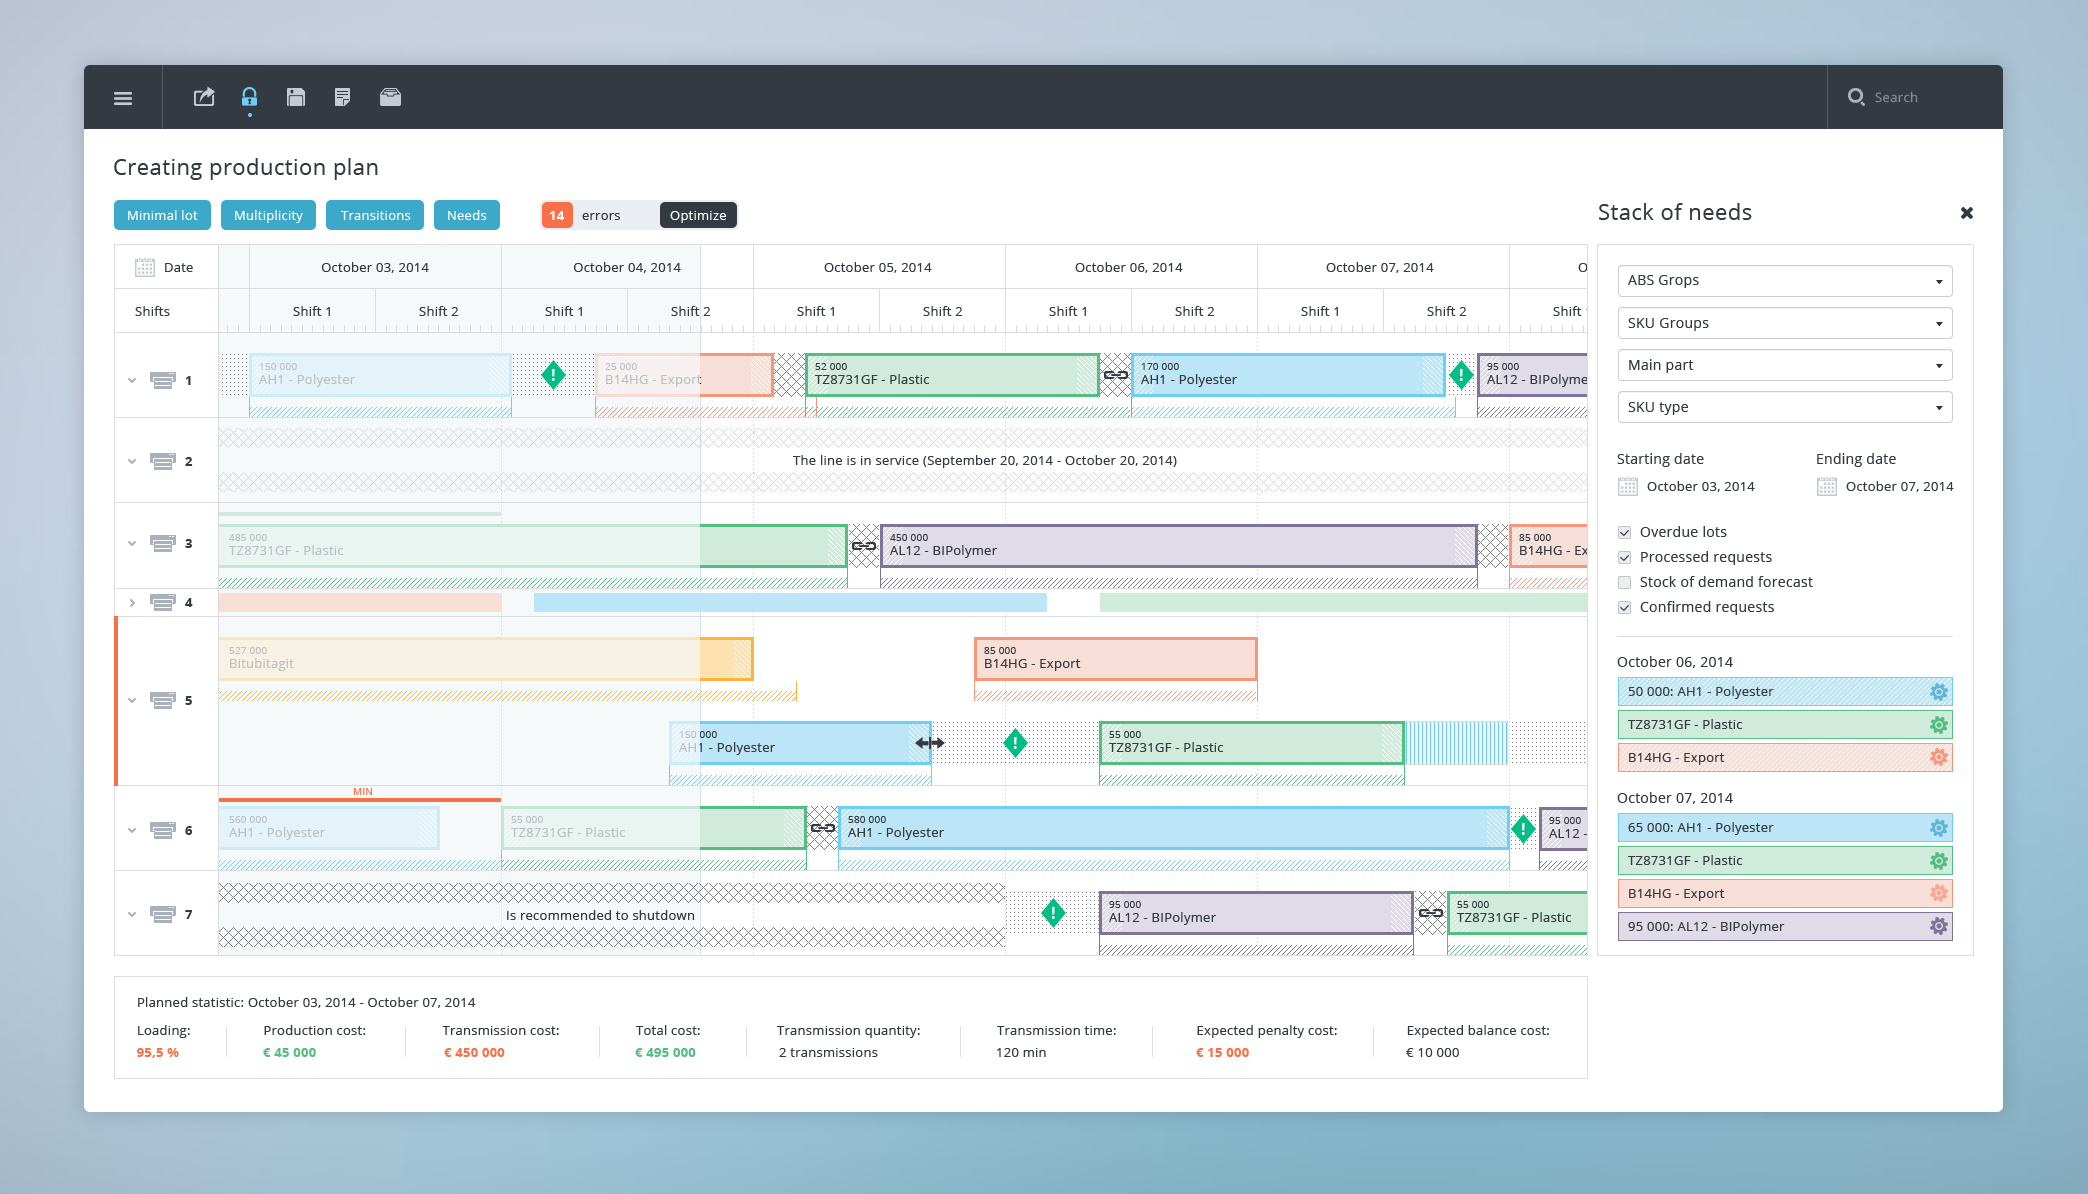 Search
Creating production plan
Minimal lot
Multiplicity
Transitions
Needs
14 errors
Optimize
Stack of needs
Date
October 03, 2014
October 04, 2014
October 05, 2014
October 06, 2014
October 07, 2014
O
Shifts
Shift 1
Shift 2
Shift 1
Shift 2
Shift 1
Shift 2
Shift 1
Shift 2
Shift 1
Shift 2
Shift
1
150 000
AH1 - Polyester
25 000
B14HG - Export
52 000
TZ8731GF - Plastic
170 000
AH1 - Polyester
95 000
AL12 - BIPolyme
2
The line is in service (September 20, 2014 - October 20, 2014)
3
485 000
TZ8731GF - Plastic
450 000
AL12 - BIPolymer
85 000
B14HG - Ex
4
5
527 000
Bitubitagit
85 000
B14HG - Export
150 000
AH1 - Polyester
55 000
TZ8731GF - Plastic
MIN
6
560 000
AH1 - Polyester
55 000
TZ8731GF - Plastic
580 000
AH1 - Polyester
95 000
AL12 -
7
Is recommended to shutdown
95 000
AL12 - BIPolymer
55 000
TZ8731GF - Plastic
ABS Grops
SKU Groups
Main part
SKU type
Starting date
October 03, 2014
Ending date
October 07, 2014
Overdue lots
Processed requests
Stock of demand forecast
Confirmed requests
October 06, 2014
50 000: AH1 - Polyester
TZ8731GF - Plastic
B14HG - Export
October 07, 2014
65 000: AH1 - Polyester
TZ8731GF - Plastic
B14HG - Export
95 000: AL12 - BIPolymer
Planned statistic: October 03, 2014 - October 07, 2014
Loading:
95,5 %
Production cost:
€ 45 000
Transmission cost:
€ 450 000
Total cost:
€ 495 000
Transmission quantity:
2 transmissions
Transmission time:
120 min
Expected penalty cost:
€ 15 000
Expected balance cost:
€ 10 000